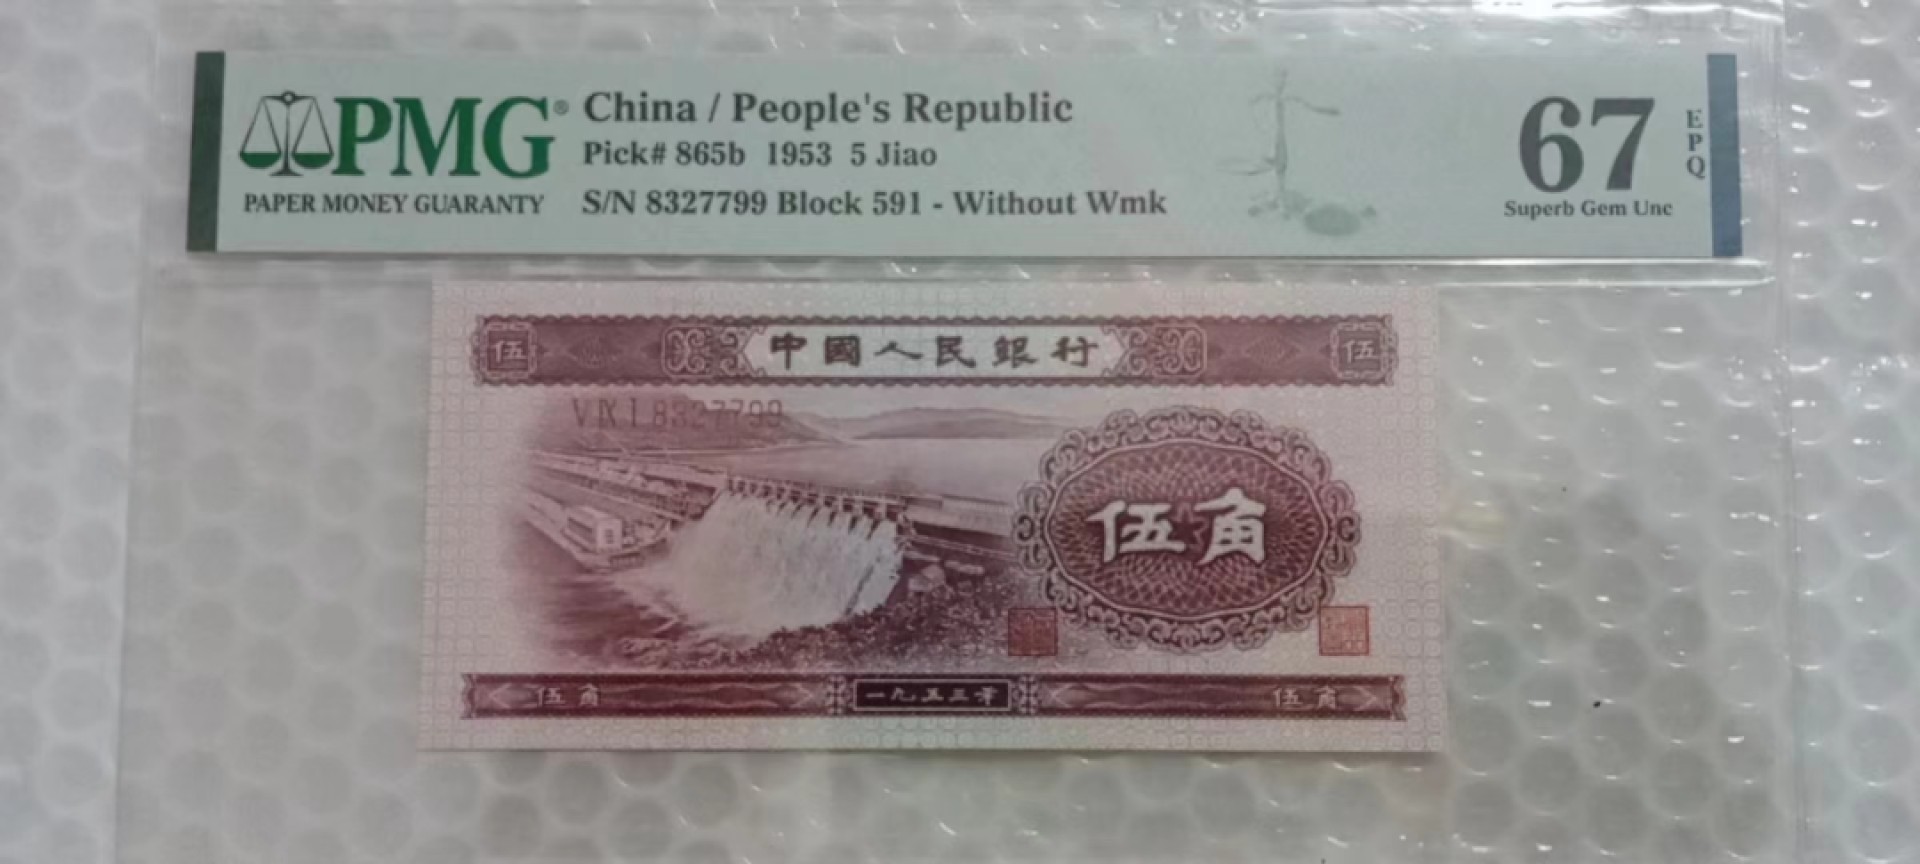 PMG®
PAPER MONEY GUARANTY
China / People's Republic
Pick# 865b 1953 5 Jiao
S/N 8327799 Block 591 - Without Wmk
67
EPQ
Superb Gem Unc
伍 中國人民銀行 伍
V IX I 8327799
伍角
伍角 一九五三年 伍角